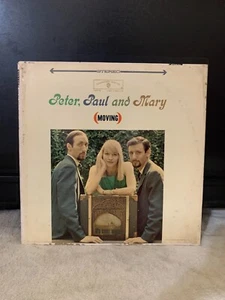 STEREO
Peter, Paul and Mary
(MOVING)